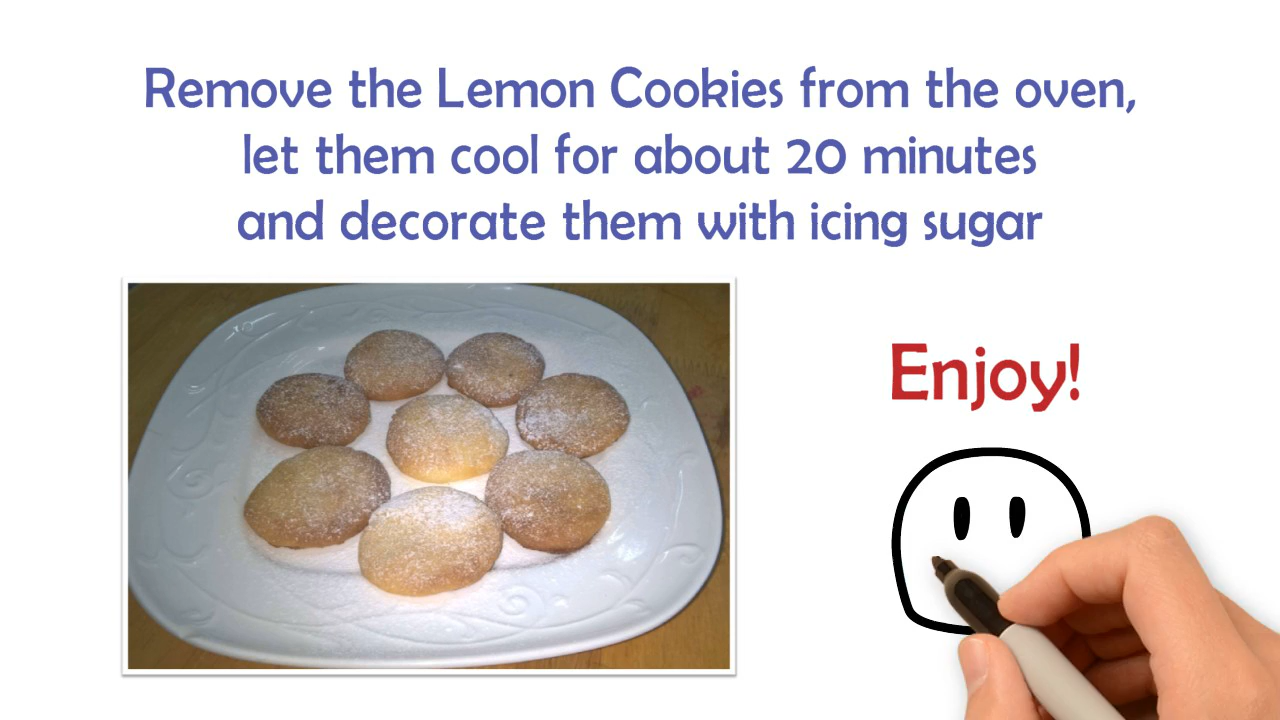 Remove the Lemon Cookies from the oven,
let them cool for about 20 minutes
and decorate them with icing sugar
Enjoy!